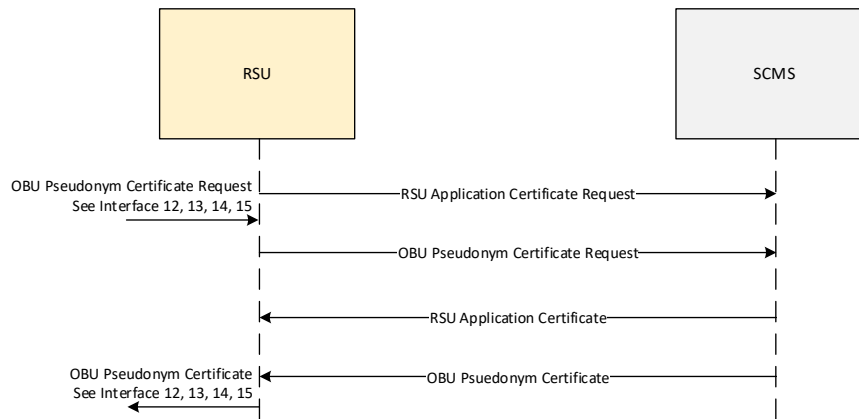 RSU
SCMS
OBU Pseudonym Certificate Request
See Interface 12, 13, 14, 15
RSU Application Certificate Request
OBU Pseudonym Certificate Request
RSU Application Certificate
OBU Pseudonym Certificate
See Interface 12, 13, 14, 15
OBU Psuedonym Certificate